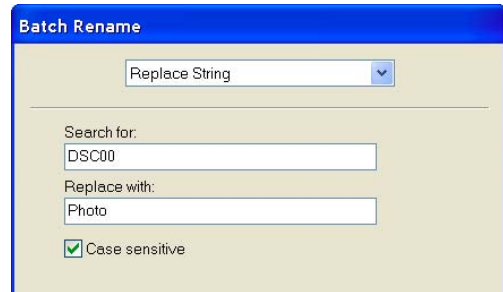 Batch Rename
Replace String
Search for:
DSC00
Replace with:
Photo
Case sensitive